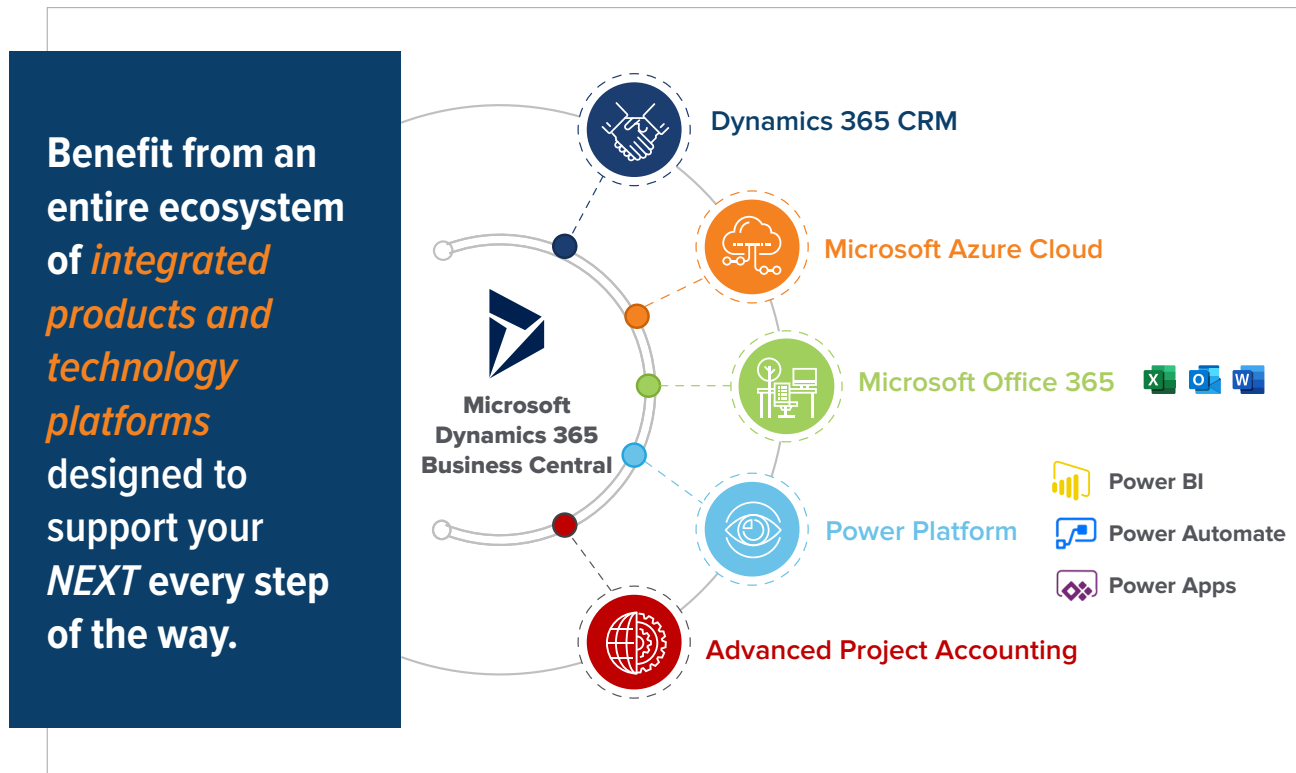 Benefit from an
entire ecosystem
of integrated
products and
technology
platforms
designed to
support your
NEXT every step
of the way.
Microsoft
Dynamics 365
Business Central
Dynamics 365 CRM
Microsoft Azure Cloud
Microsoft Office 365
X
O
W
Power Platform
Power BI
Power Automate
Power Apps
Advanced Project Accounting